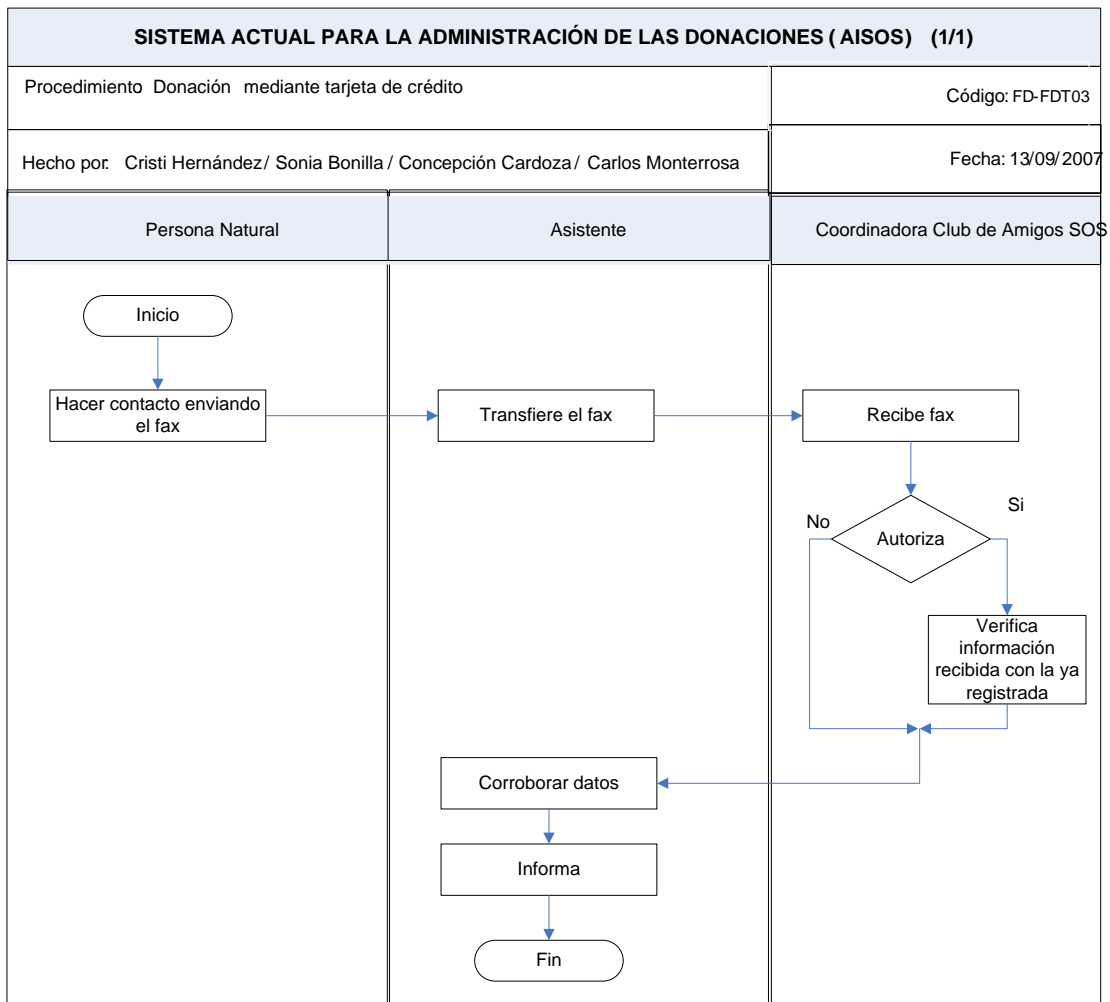 SISTEMA ACTUAL PARA LA ADMINISTRACIÓN DE LAS DONACIONES ( AISOS) (1/1)
Procedimiento Donación mediante tarjeta de crédito
Código: FD-FDT03
Hecho por: Cristi Hernández/ Sonia Bonilla / Concepción Cardoza / Carlos Monterrosa
Fecha: 13/09/2007
Persona Natural
Asistente
Coordinadora Club de Amigos SOS
Inicio
Hacer contacto enviando
el fax
Transfiere el fax
Recibe fax
No
Autoriza
Si
Verifica
información
recibida con la ya
registrada
Corroborar datos
Informa
Fin